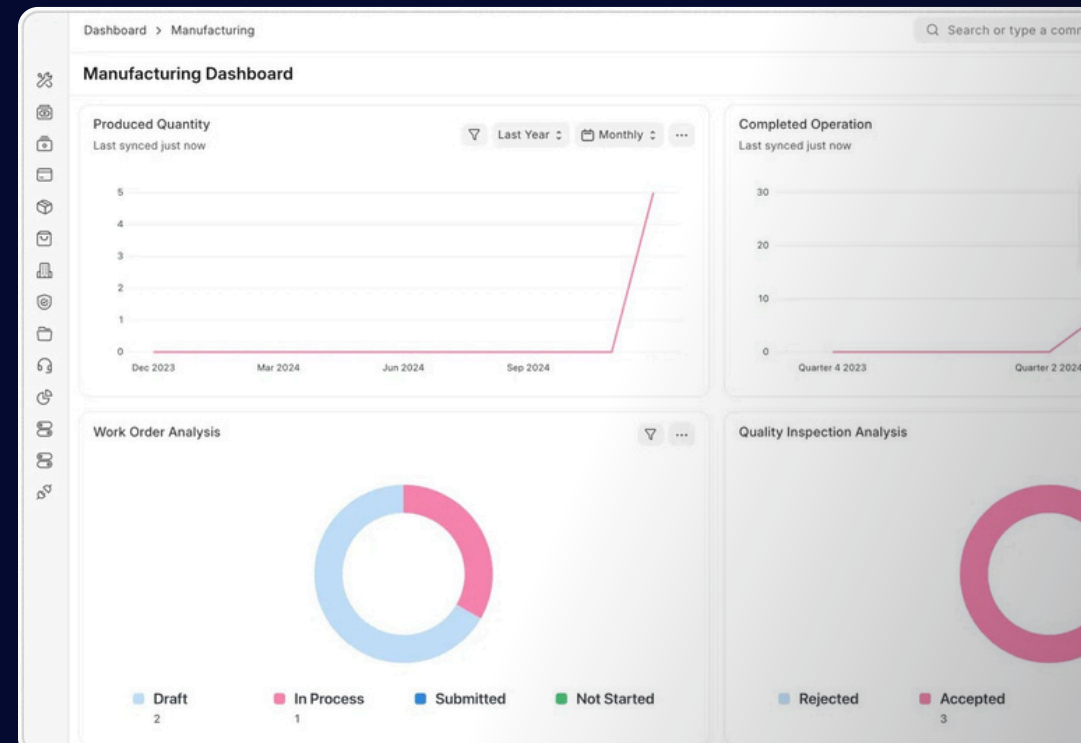 Dashboard > Manufacturing
Search or type a
Manufacturing Dashboard
Produced Quantity
Last synced just now
Last Year
Monthly
5
4
3
2
1
0
Dec 2023
Mar 2024
Jun 2024
Sep 2024
Completed Operation
Last synced just now
30
20
10
0
Quarter 4 2023
Quarter 2 2024
Work Order Analysis
Draft
2
In Process
1
Submitted
Not Started
Quality Inspection Analysis
Rejected
Accepted
3